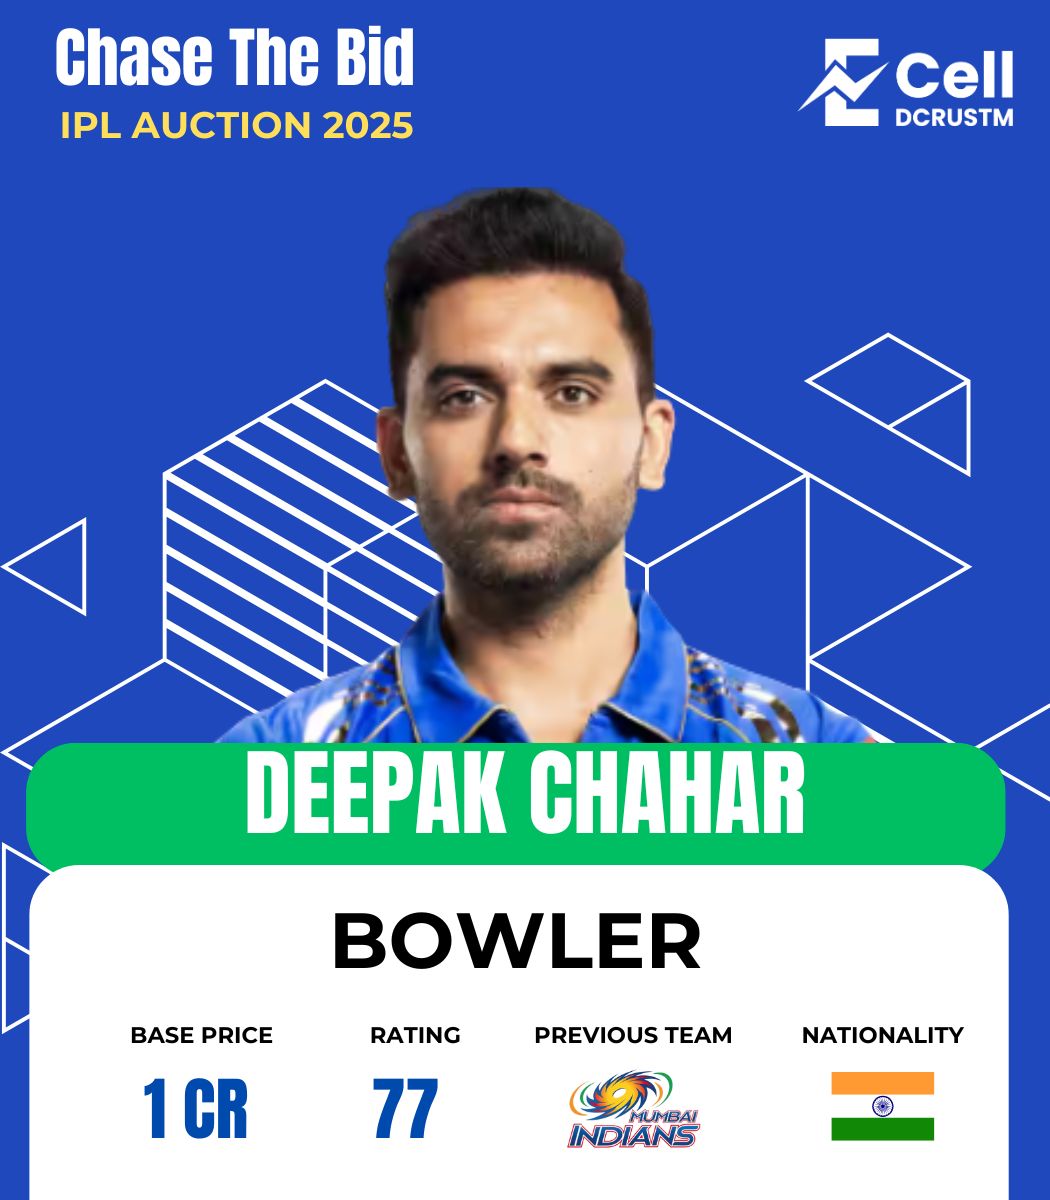 Chase The Bid
IPL AUCTION 2025
Cell
DCRUSTM
DEEPAK CHAHAR
BOWLER
BASE PRICE RATING PREVIOUS TEAM NATIONALITY
1 CR 77 MUMBAI
INDIANS